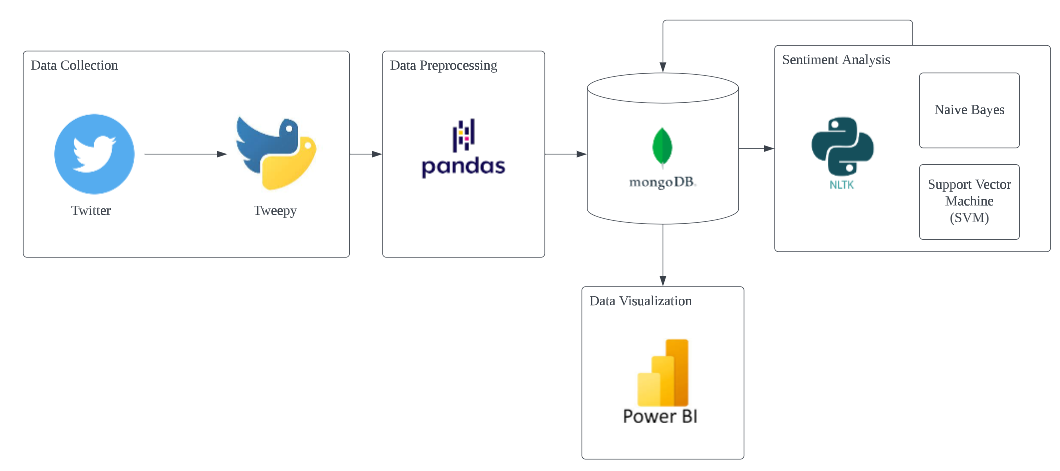 Data Collection
Twitter
Tweepy
Data Preprocessing
pandas
mongoDB.
Sentiment Analysis
NLTK
Naive Bayes
Support Vector
Machine
(SVM)
Data Visualization
Power BI